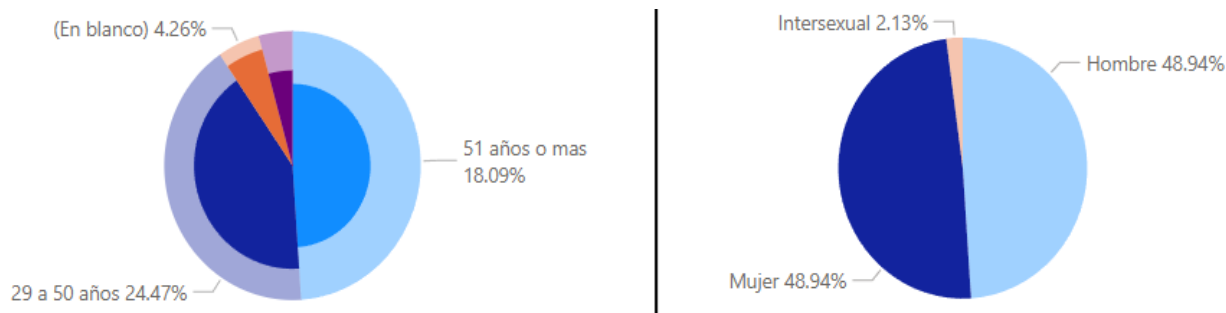 (En blanco) 4.26%
51 años o mas
18.09%
29 a 50 años 24.47%
Intersexual 2.13%
Hombre 48.94%
Mujer 48.94%